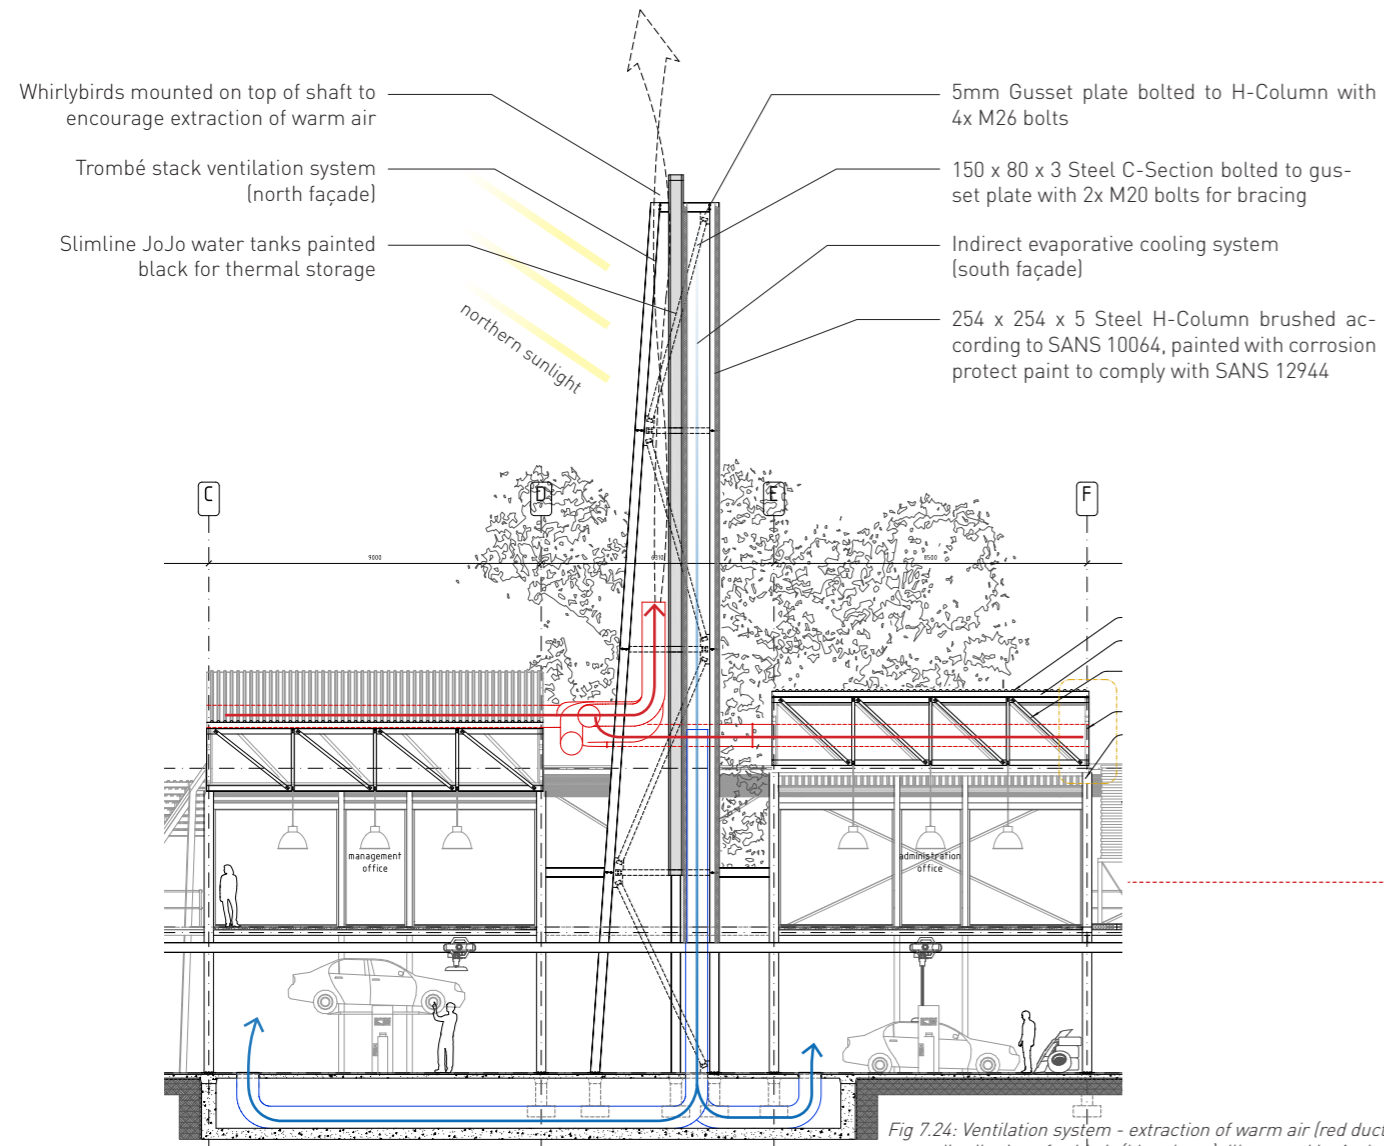 Whirlybirds mounted on top of shaft to
encourage extraction of warm air
Trombé stack ventilation system
(north façade)
Slimline JoJo water tanks painted
black for thermal storage
northern sunlight
5mm Gusset plate bolted to H-Column with
4x M26 bolts
150 x 80 x 3 Steel C-Section bolted to gus-
set plate with 2x M20 bolts for bracing
Indirect evaporative cooling system
(south façade)
254 x 254 x 5 Steel H-Column brushed ac-
cording to SANS 10064, painted with corrosion
protect paint to comply with SANS 12944
C
D
E
F
9000
8500
management
office
administration
office
Fig 7.24: Ventilation system - extraction of warm air (red duct